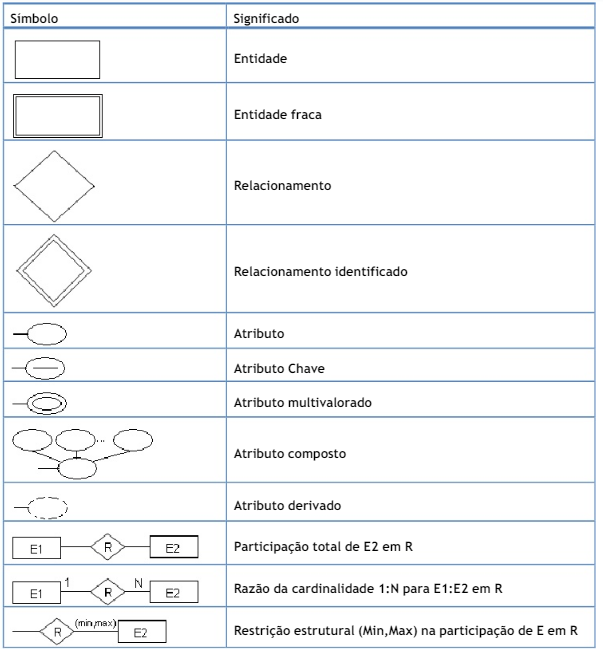 Símbolo Significado
Entidade
Entidade fraca
Relacionamento
Relacionamento identificado
Atributo
Atributo Chave
Atributo multivalorado
... Atributo composto
Atributo derivado
E1 R E2 Participação total de E2 em R
E1 1 R N E2 Razão da cardinalidade 1:N para E1:E2 em R
R (min,max) E2 Restrição estrutural (Min,Max) na participação de E em R